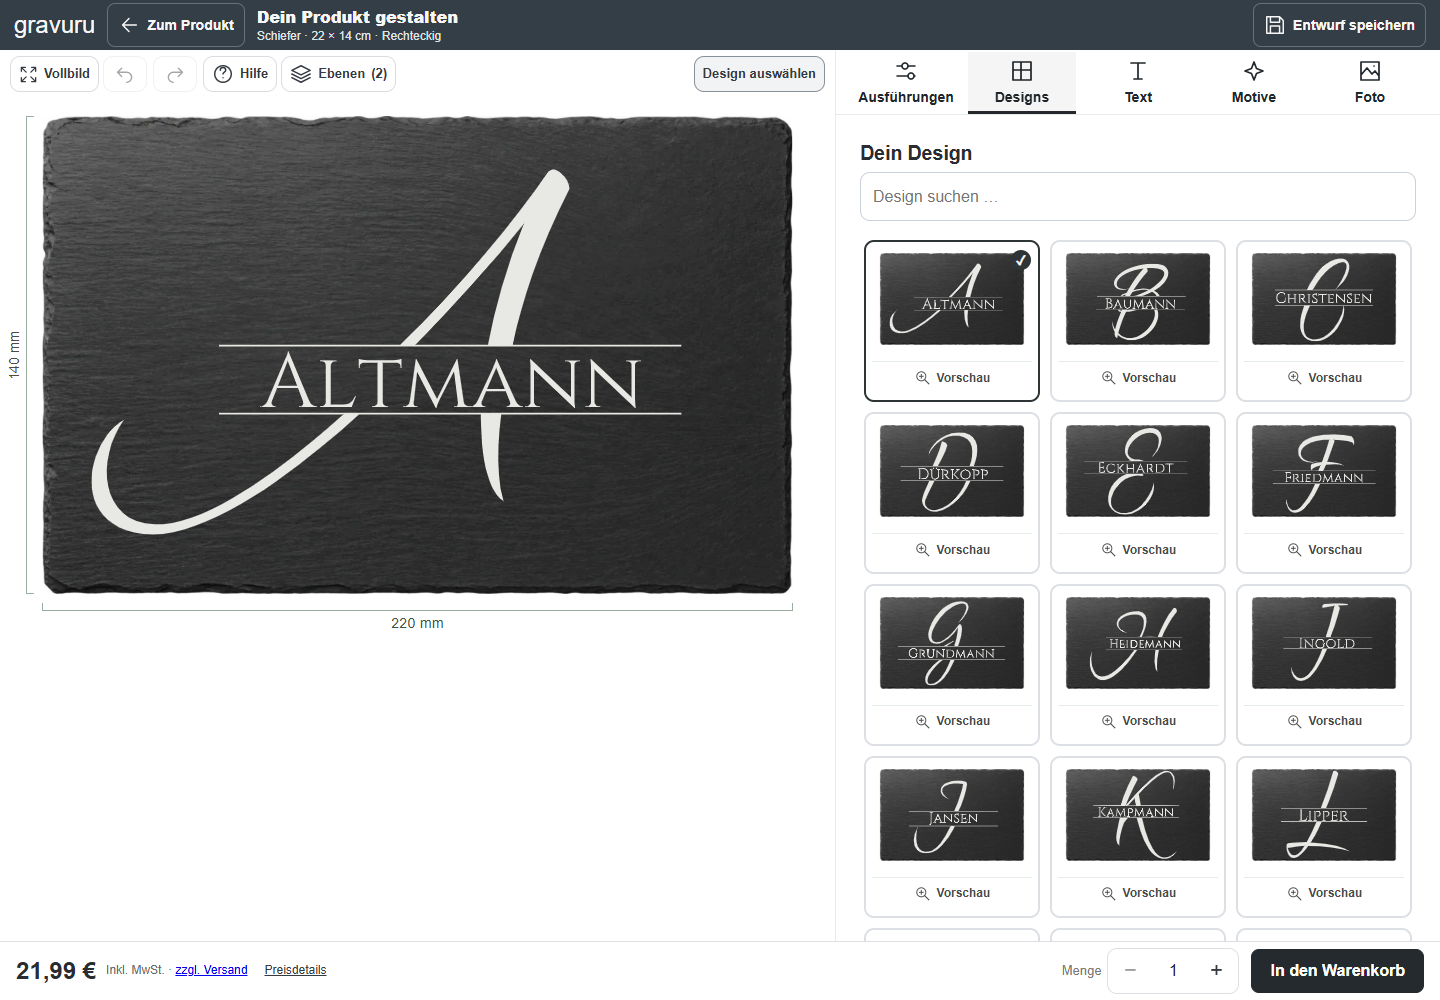 gravuru
Zum Produkt
Dein Produkt gestalten
Schiefer · 22 × 14 cm · Rechteckig
Entwurf speichern
Vollbild
Hilfe
Ebenen (2)
Design auswählen
Ausführungen
Designs
Text
Motive
Foto
140 mm
A
ALTMANN
220 mm
Dein Design
Design suchen ...
A
ALTMANN
Vorschau
B
BAUMANN
Vorschau
C
CHRISTENSEN
Vorschau
D
DÜRKOPP
Vorschau
E
ECKHARDT
Vorschau
F
FRIEDMANN
Vorschau
G
GRUNDMANN
Vorschau
H
HEIDEMANN
Vorschau
I
INGOLD
Vorschau
J
JANSEN
Vorschau
K
KAMPMANN
Vorschau
L
LIPPER
Vorschau
21,99 €
Inkl. MwSt. · zzgl. Versand
Preisdetails
Menge
1
In den Warenkorb